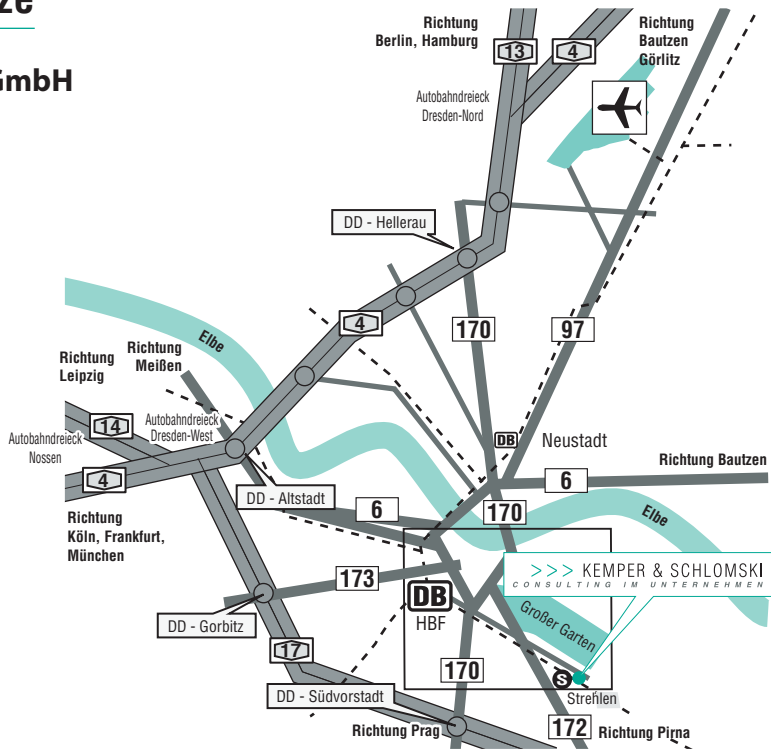 ze
GmbH
Richtung
Berlin, Hamburg
13
4
Richtung
Bautzen
Görlitz
Autobahndreieck
Dresden-Nord
DD - Hellerau
4
170
97
Elbe
Richtung
Meißen
Richtung
Leipzig
14
Autobahndreieck
Dresden-West
Autobahndreieck
Nossen
4
DB
Neustadt
Richtung Bautzen
6
DD - Altstadt
6
170
Elbe
Richtung
Köln, Frankfurt,
München
173
DB
HBF
>>> KEMPER & SCHLOMSKI
CONSULTING IM UNTERNEHMEN
Großer Garten
DD - Gorbitz
17
170
S
Strehlen
DD - Südvorstadt
Richtung Prag
172
Richtung Pirna